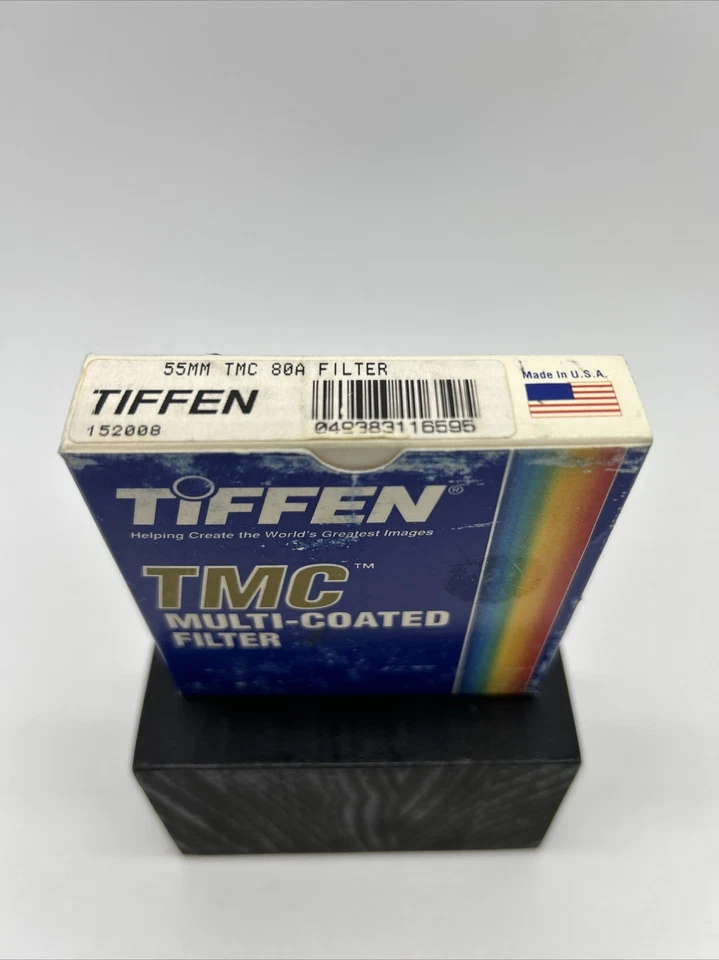 55MM TMC 80A FILTER
TIFFEN
152008
049383116595
Made In U.S.A.
TIFFEN®
Helping Create the World's Greatest Images
TMC™
MULTI-COATED
FILTER